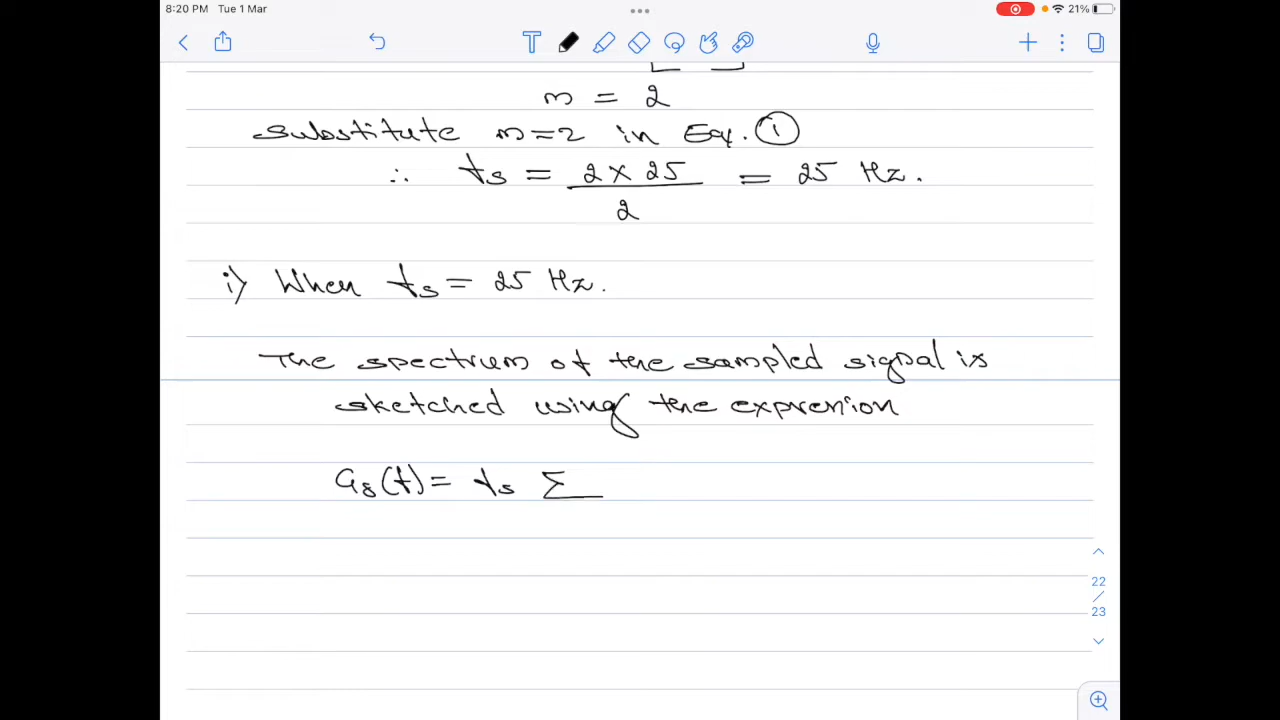 8:20 PM Tue 1 Mar
21%
m = 2
substitute m=2 in Eq. ①
∴ fs = 2 × 25 / 2 = 25 Hz.
i) When fs = 25 Hz.
The spectrum of the sampled signal is
sketched using the expression
Gδ(f) = fs Σ
22
/
23